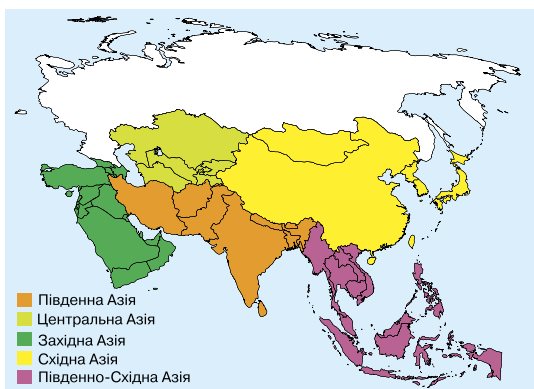 Південна Азія
Центральна Азія
Західна Азія
Східна Азія
Південно-Східна Азія